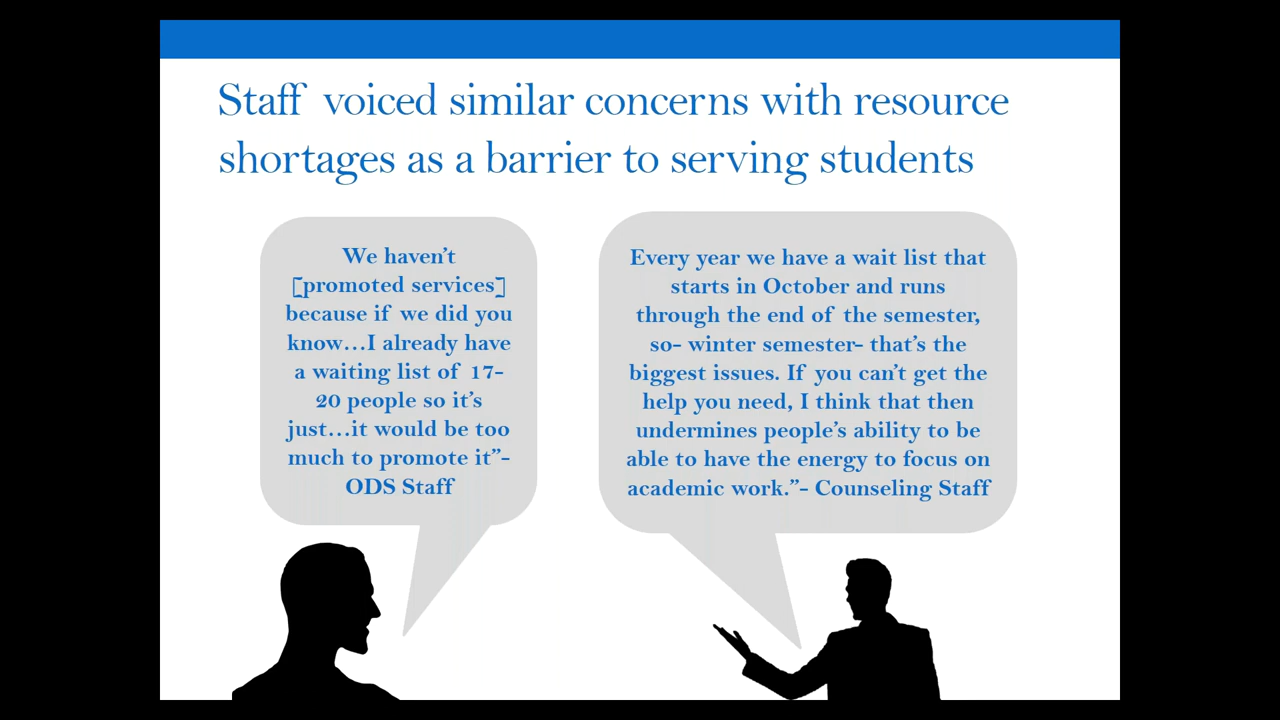 Staff voiced similar concerns with resource
shortages as a barrier to serving students
We haven't
[promoted services]
because if we did you
know...I already have
a waiting list of 17-
20 people so it's
just...it would be too
much to promote it"-
ODS Staff
Every year we have a wait list that
starts in October and runs
through the end of the semester,
so- winter semester- that's the
biggest issues. If you can't get the
help you need, I think that then
undermines people's ability to be
able to have the energy to focus on
academic work."- Counseling Staff